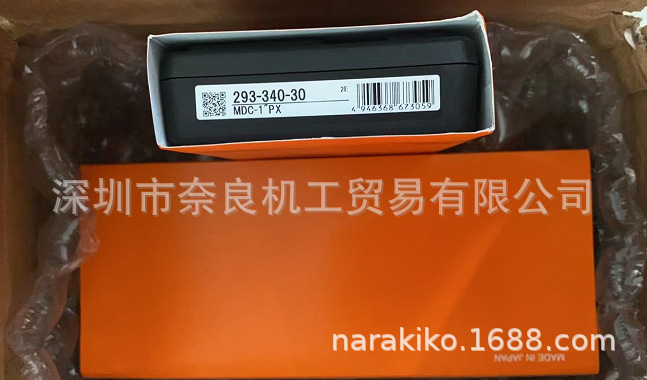 293-340-30
2E
MDC-1"PX
4 946368 673059
深圳市奈良机工贸易有限公司
narakiko.1688.com
MADE IN JAPAN